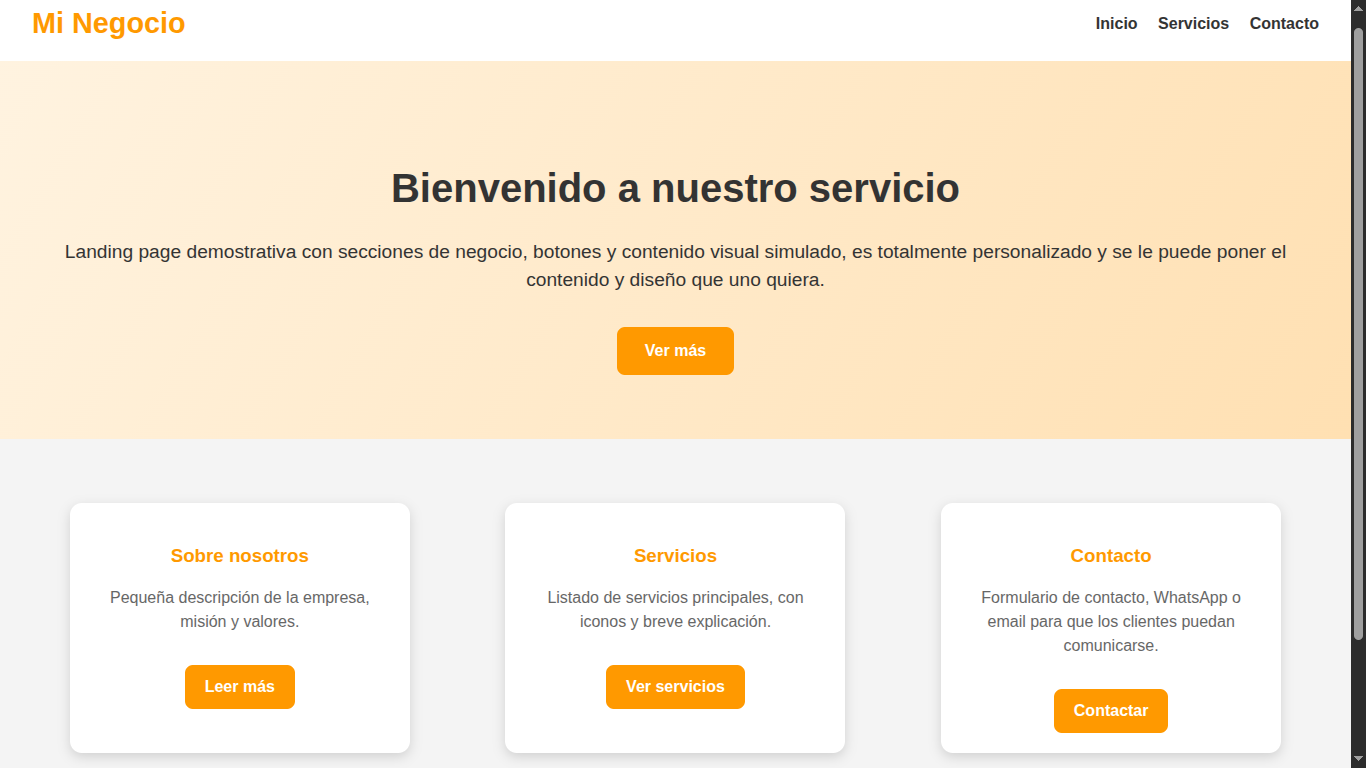 Mi Negocio
Inicio Servicios Contacto
Bienvenido a nuestro servicio
Landing page demostrativa con secciones de negocio, botones y contenido visual simulado, es totalmente personalizado y se le puede poner el
contenido y diseño que uno quiera.
Ver más
Sobre nosotros
Pequeña descripción de la empresa,
misión y valores.
Leer más
Servicios
Listado de servicios principales, con
iconos y breve explicación.
Ver servicios
Contacto
Formulario de contacto, WhatsApp o
email para que los clientes puedan
comunicarse.
Contactar